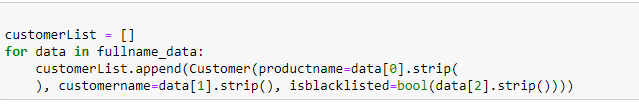 customerList = []
for data in fullname_data:
    customerList.append(Customer(productname=data[0].strip(
    ), customername=data[1].strip(), isblacklisted=bool(data[2].strip())))